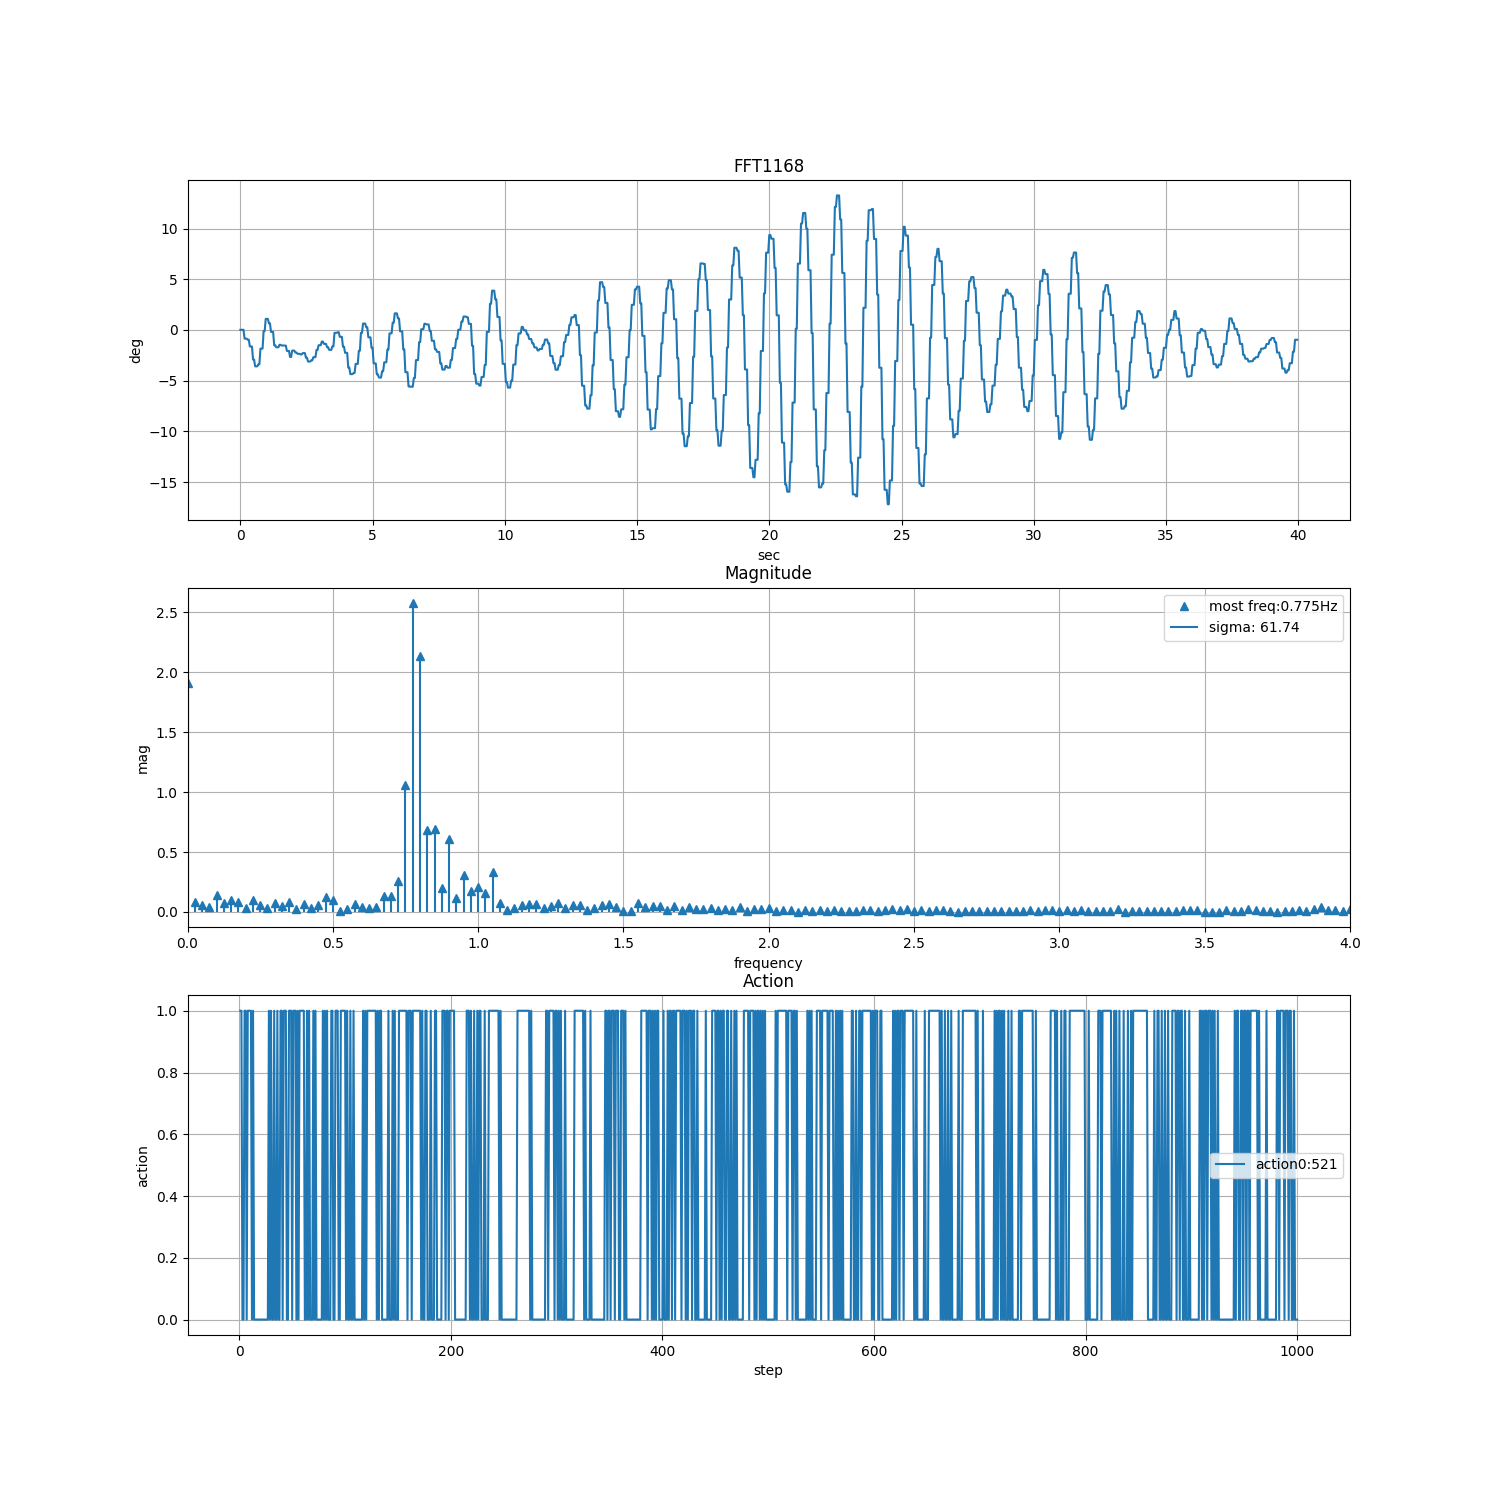 FFT1168
10
5
0
−5
−10
−15
deg
0 5 10 15 20 25 30 35 40
sec
Magnitude
most freq:0.775Hz
sigma: 61.74
2.5
2.0
1.5
1.0
0.5
0.0
mag
0.0 0.5 1.0 1.5 2.0 2.5 3.0 3.5 4.0
frequency
Action
1.0
0.8
0.6
0.4
0.2
0.0
action
action0:521
0 200 400 600 800 1000
step